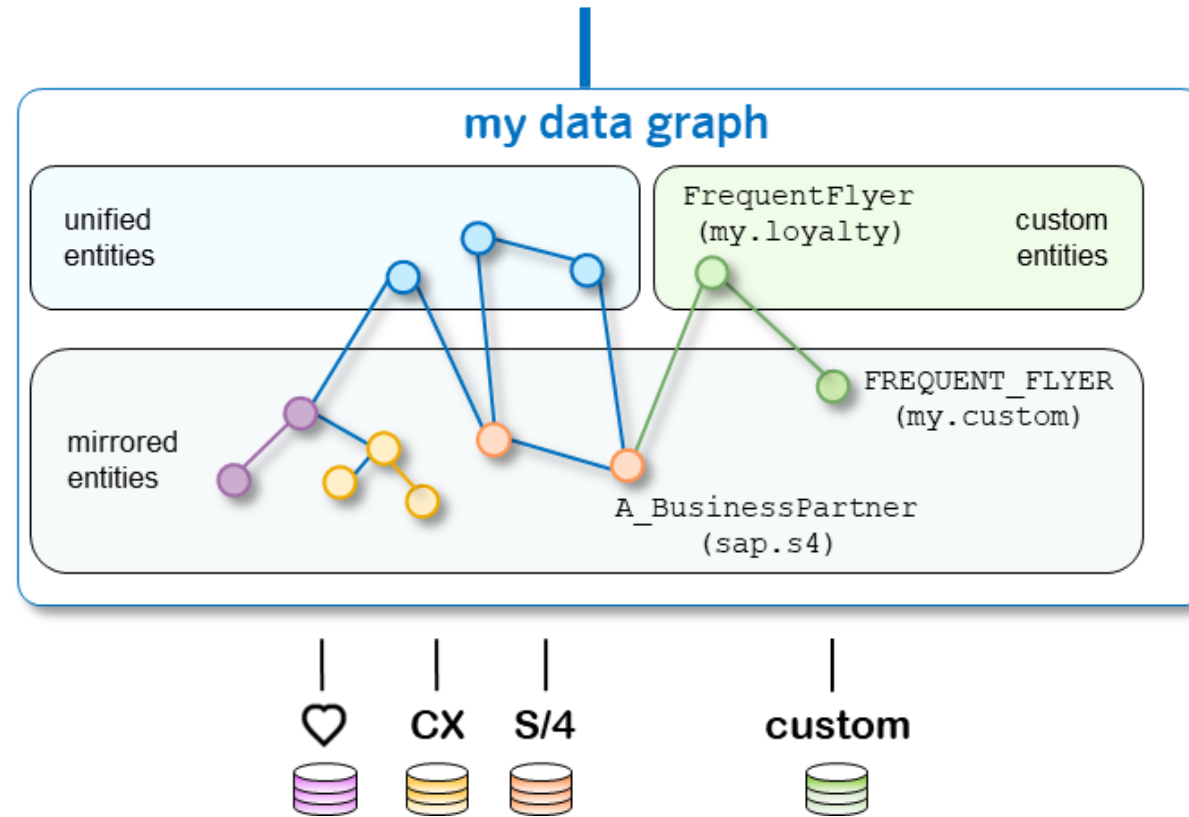 my data graph
unified
entities
FrequentFlyer
(my.loyalty)
custom
entities
mirrored
entities
FREQUENT_FLYER
(my.custom)
A_BusinessPartner
(sap.s4)
CX
S/4
custom